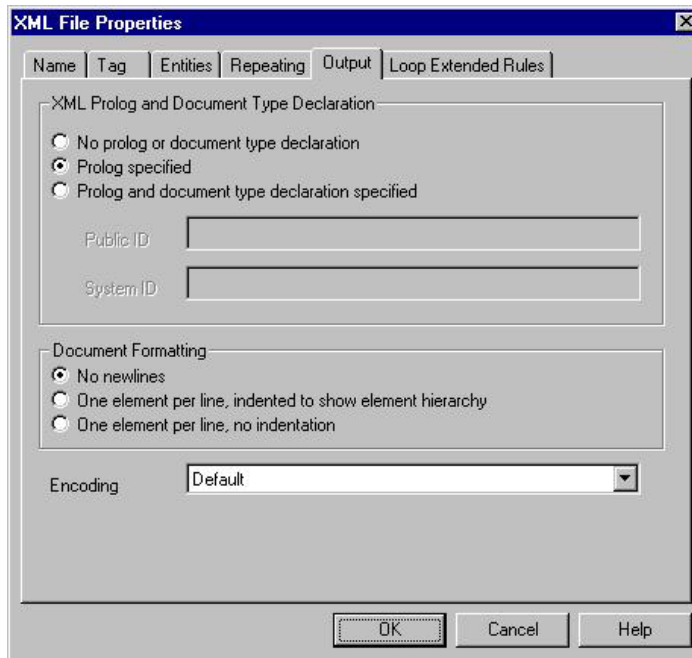 XML File Properties
Name Tag Entities Repeating Output Loop Extended Rules
XML Prolog and Document Type Declaration
No prolog or document type declaration
Prolog specified
Prolog and document type declaration specified
Public ID
System ID
Document Formatting
No newlines
One element per line, indented to show element hierarchy
One element per line, no indentation
Encoding Default
OK Cancel Help